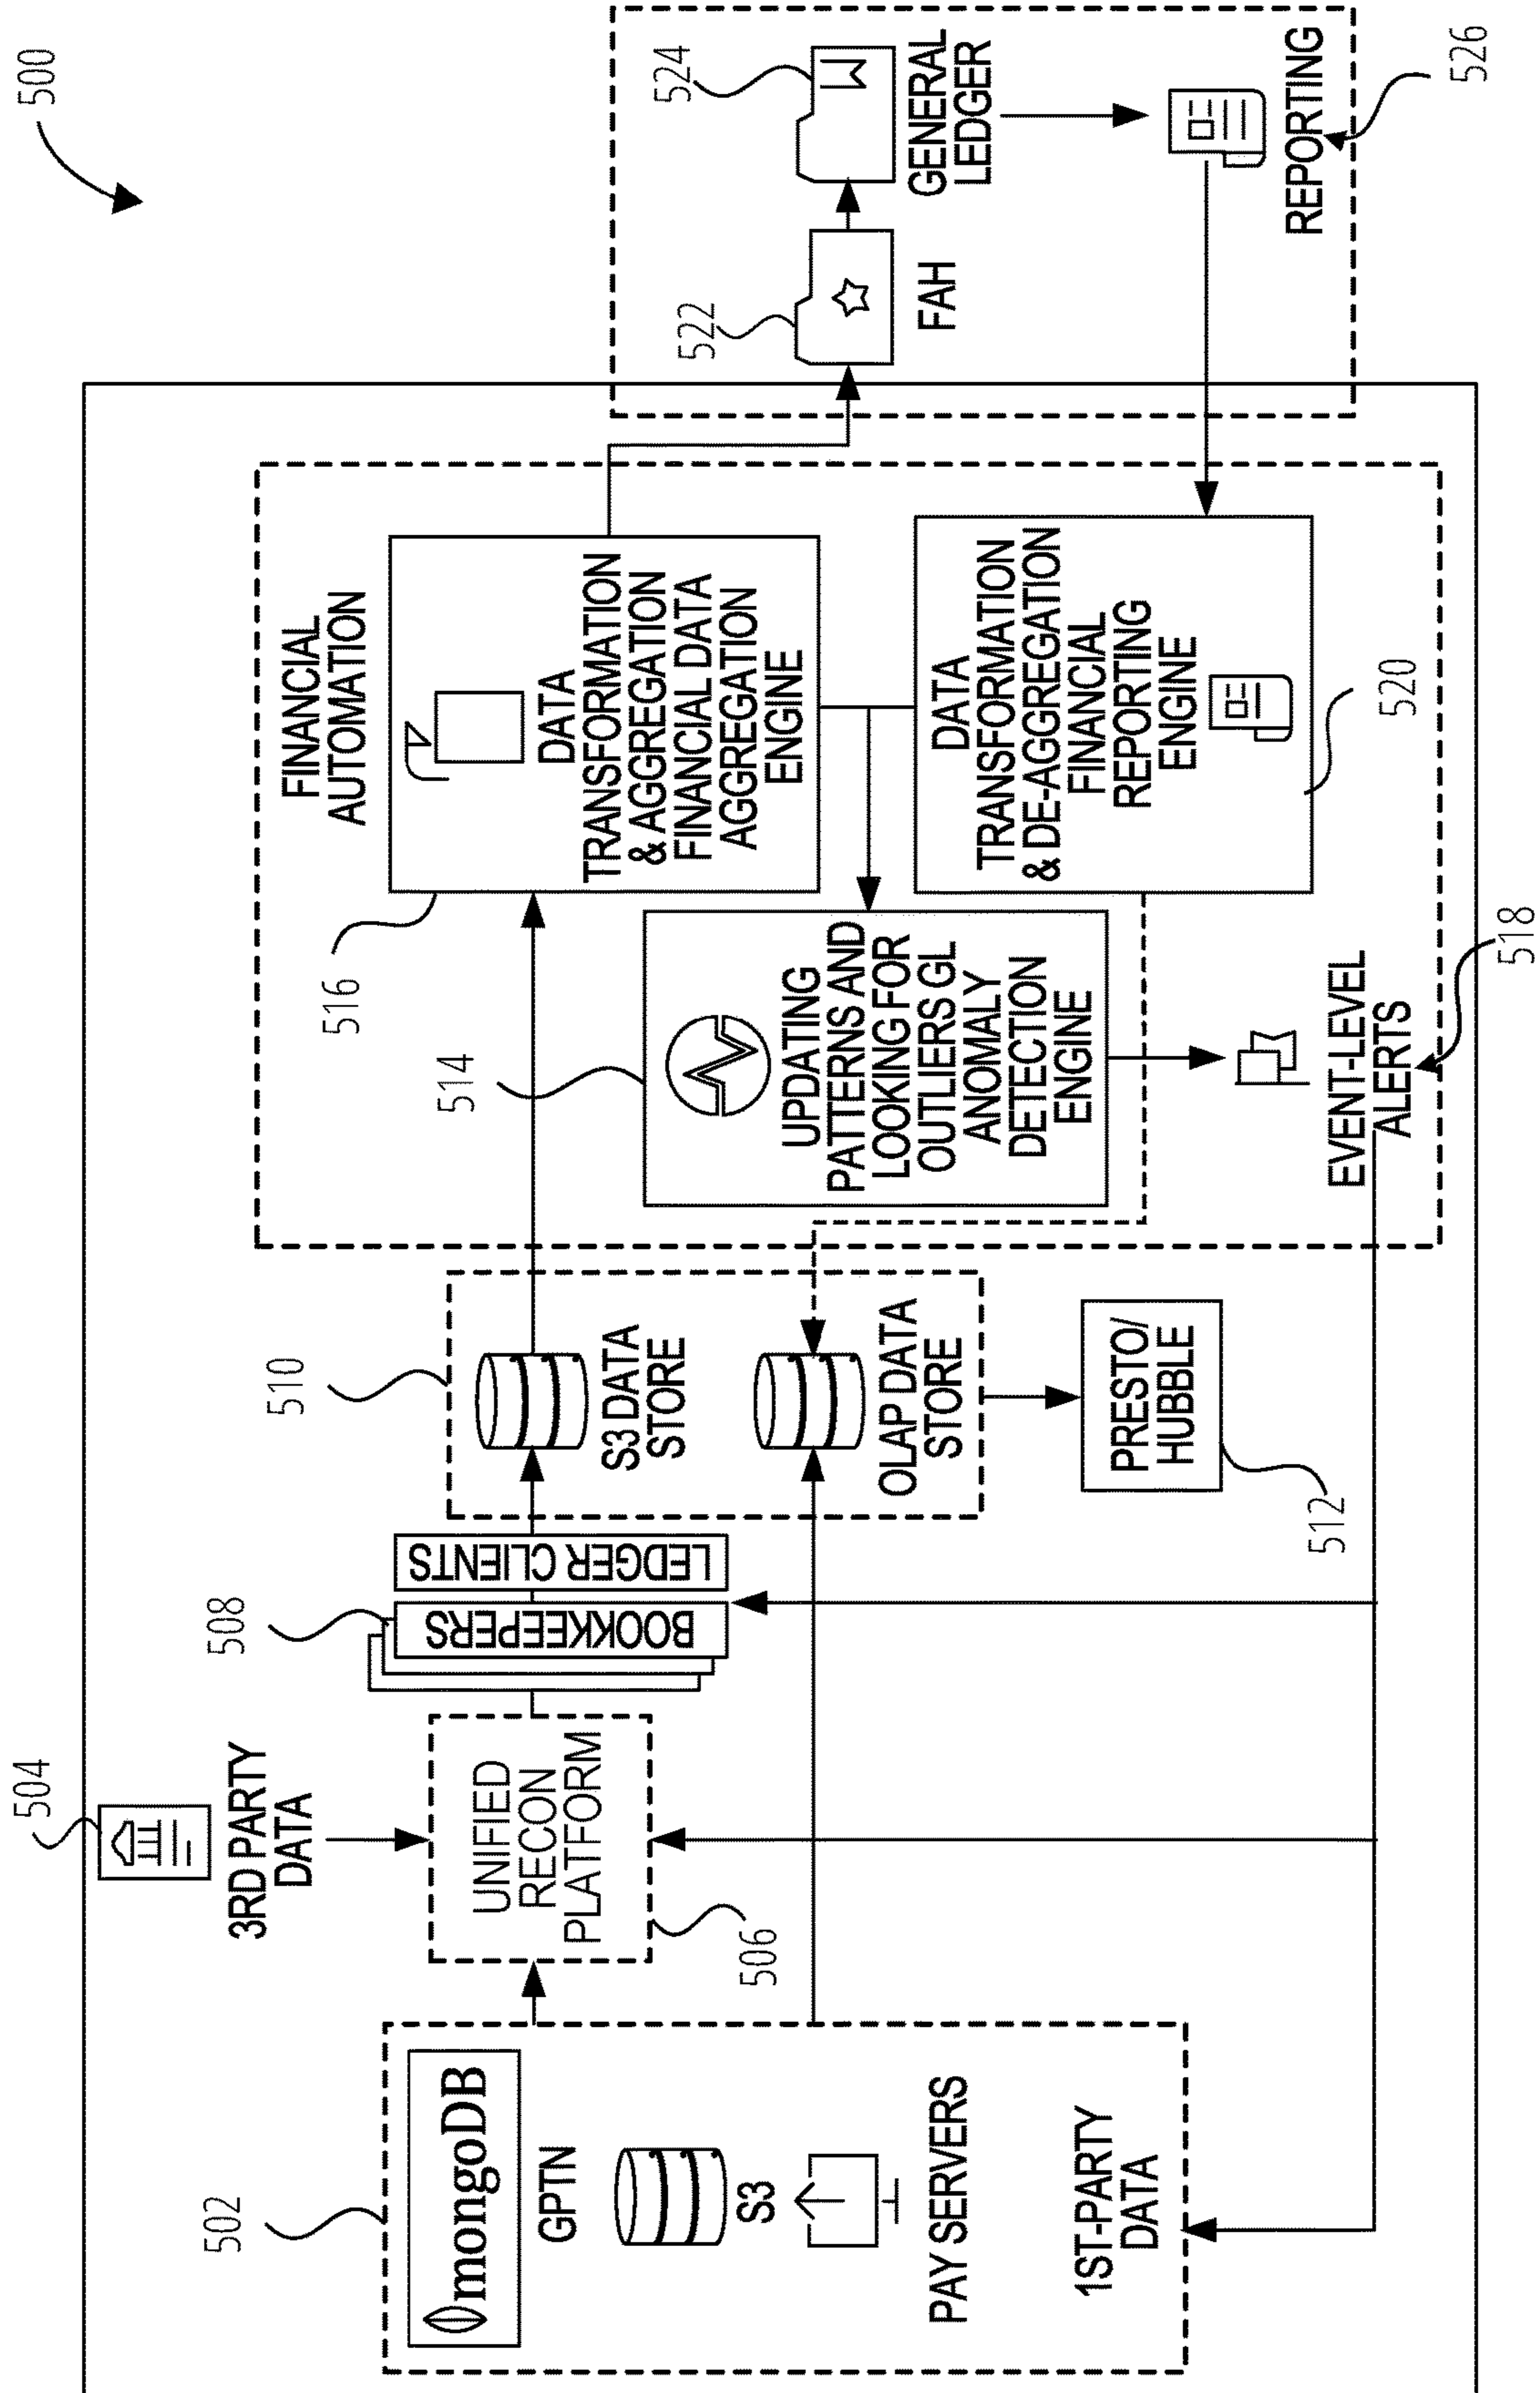 500
504
3RD PARTY
DATA
502
mongoDB
GPTN
S3
PAY SERVERS
1ST-PARTY
DATA
UNIFIED
RECON
PLATFORM
506
508
BOOKKEEPERS
LEDGER CLIENTS
510
S3 DATA
STORE
OLAP DATA
STORE
PRESTO/
HUBBLE
512
FINANCIAL
AUTOMATION
516
DATA
TRANSFORMATION
& AGGREGATION
FINANCIAL DATA
AGGREGATION
ENGINE
514
UPDATING
PATTERNS AND
LOOKING FOR
OUTLIERS GL
ANOMALY
DETECTION
ENGINE
DATA
TRANSFORMATION
& DE-AGGREGATION
FINANCIAL
REPORTING
ENGINE
520
EVENT-LEVEL
ALERTS
518
522
FAH
524
GENERAL
LEDGER
REPORTING
526